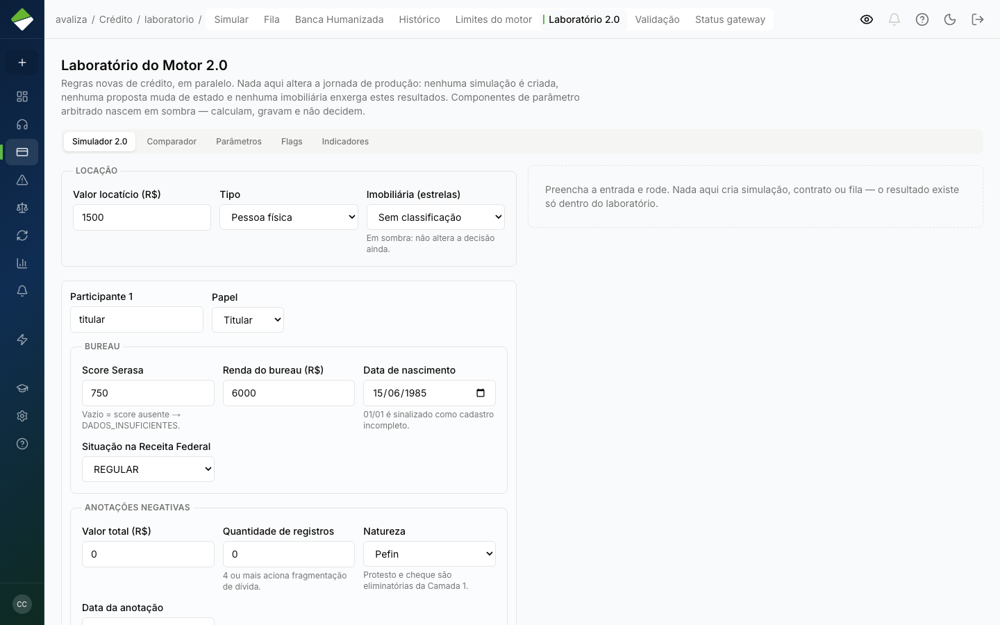 avaliza / Crédito / laboratorio / Simular Fila Banca Humanizada Histórico Limites do motor Laboratório 2.0 Validação Status gateway
Laboratório do Motor 2.0
Regras novas de crédito, em paralelo. Nada aqui altera a jornada de produção: nenhuma simulação é criada,
nenhuma proposta muda de estado e nenhuma imobiliária enxerga estes resultados. Componentes de parâmetro
arbitrado nascem em sombra — calculam, gravam e não decidem.
Simulador 2.0 Comparador Parâmetros Flags Indicadores
LOCAÇÃO
Valor locatício (R$) Tipo Imobiliária (estrelas)
1500 Pessoa física Sem classificação
Em sombra: não altera a decisão
ainda.
Preencha a entrada e rode. Nada aqui cria simulação, contrato ou fila — o resultado existe
só dentro do laboratório.
Participante 1 Papel
titular Titular
BUREAU
Score Serasa Renda do bureau (R$) Data de nascimento
750 6000 15/06/1985
Vazio = score ausente → 01/01 é sinalizado como cadastro
DADOS_INSUFICIENTES. incompleto.
Situação na Receita Federal
REGULAR
ANOTAÇÕES NEGATIVAS
Valor total (R$) Quantidade de registros Natureza
0 0 Pefin
4 ou mais aciona fragmentação Protesto e cheque são
de dívida. eliminatórias da Camada 1.
Data da anotação
CC